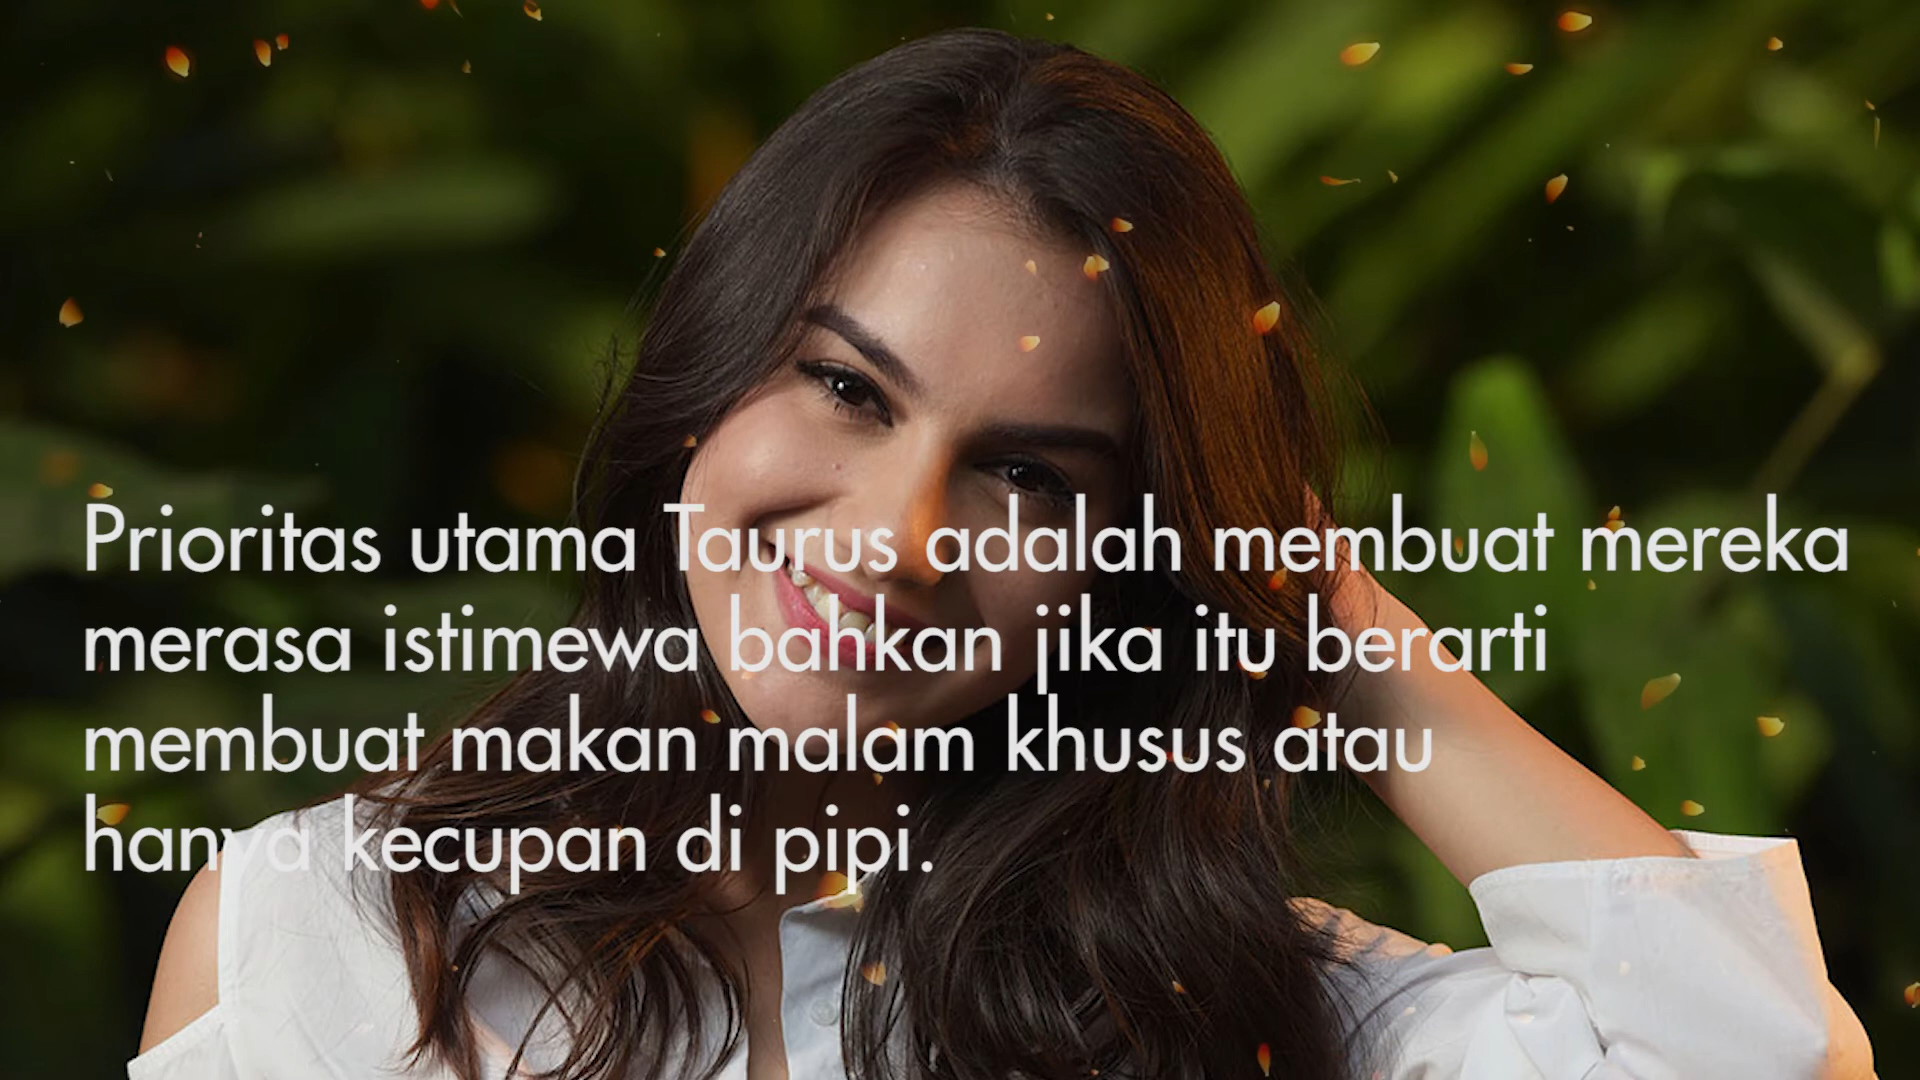 Prioritas utama Taurus adalah membuat mereka
merasa istimewa bahkan jika itu berarti
membuat makan malam khusus atau
hanya kecupan di pipi.